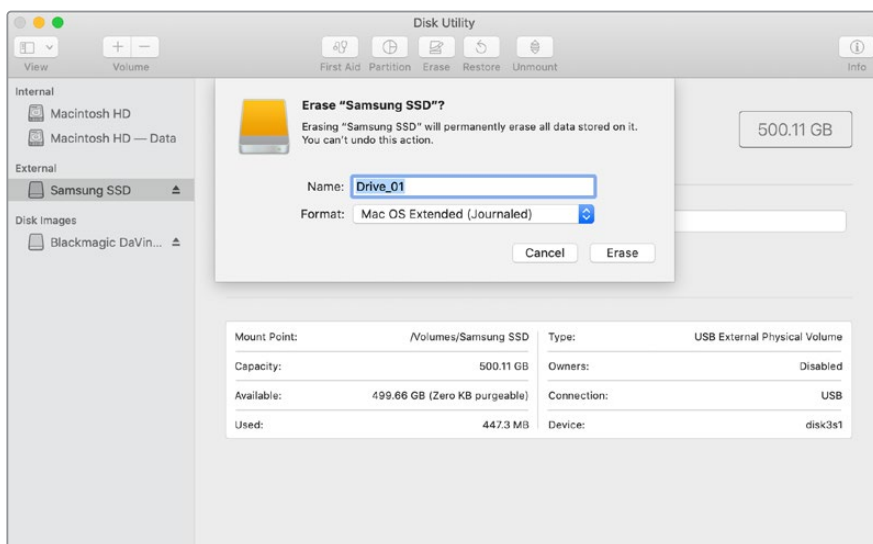 Disk Utility
View
Volume
First Aid Partition Erase Restore Unmount
Info
Internal
Macintosh HD
Macintosh HD — Data
External
Samsung SSD
Disk Images
Blackmagic DaVin...
Erase “Samsung SSD”?
Erasing “Samsung SSD” will permanently erase all data stored on it.
You can’t undo this action.
Name: Drive_01
Format: Mac OS Extended (Journaled)
Cancel Erase
500.11 GB
Mount Point: /Volumes/Samsung SSD Type: USB External Physical Volume
Capacity: 500.11 GB Owners: Disabled
Available: 499.66 GB (Zero KB purgeable) Connection: USB
Used: 447.3 MB Device: disk3s1